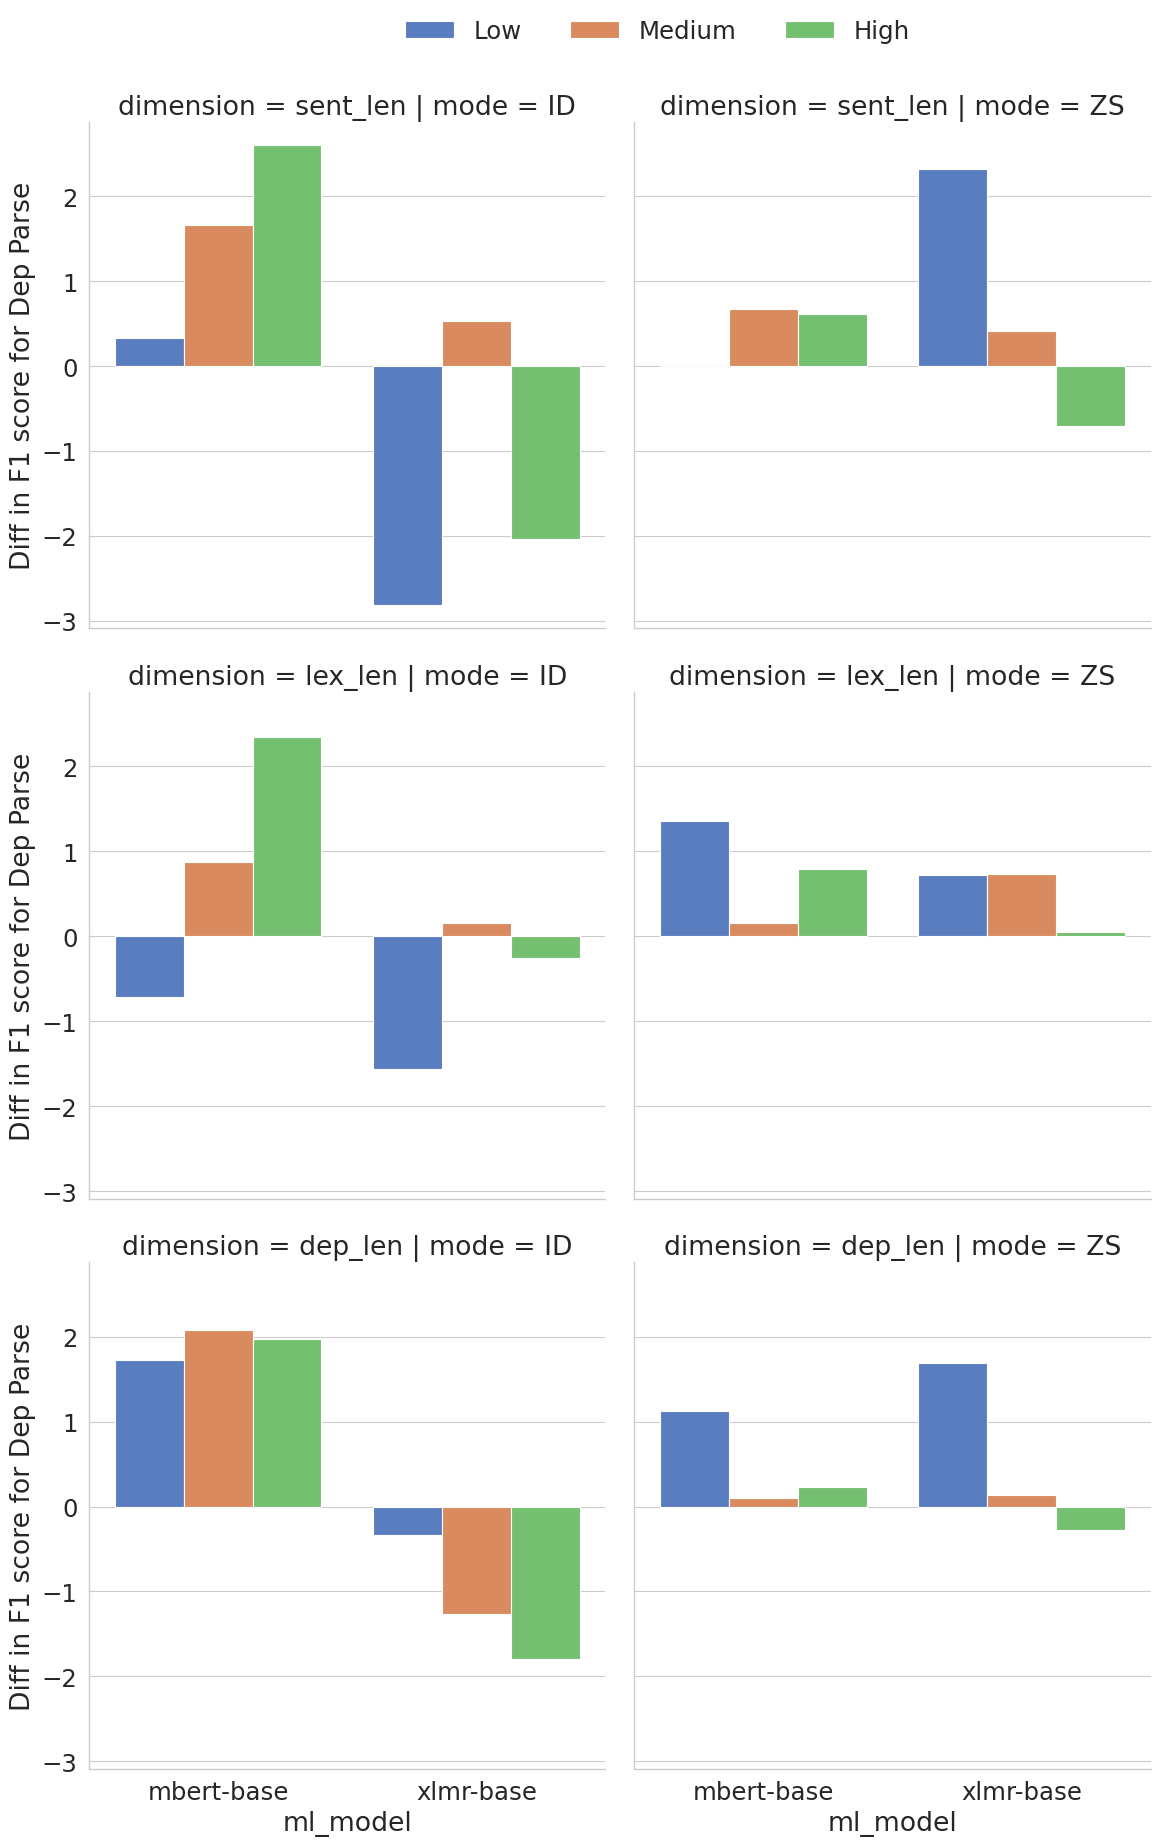 Low Medium High
dimension = sent_len | mode = ID
dimension = sent_len | mode = ZS
Diff in F1 score for Dep Parse
2
1
0
−1
−2
−3
dimension = lex_len | mode = ID
dimension = lex_len | mode = ZS
Diff in F1 score for Dep Parse
2
1
0
−1
−2
−3
dimension = dep_len | mode = ID
dimension = dep_len | mode = ZS
Diff in F1 score for Dep Parse
2
1
0
−1
−2
−3
mbert-base xlmr-base
ml_model
mbert-base xlmr-base
ml_model